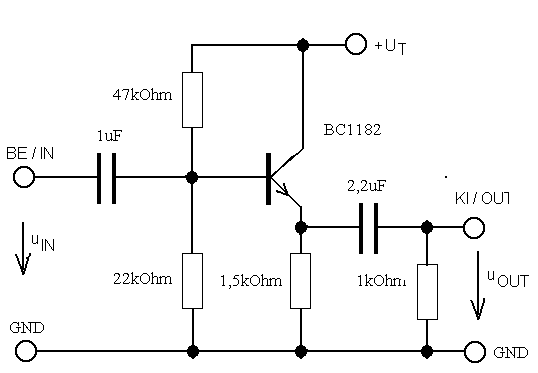 +UT
47kOhm
BC1182
1uF
BE / IN
2,2uF
KI / OUT
uIN
22kOhm
1,5kOhm
1kOhm
uOUT
GND
GND